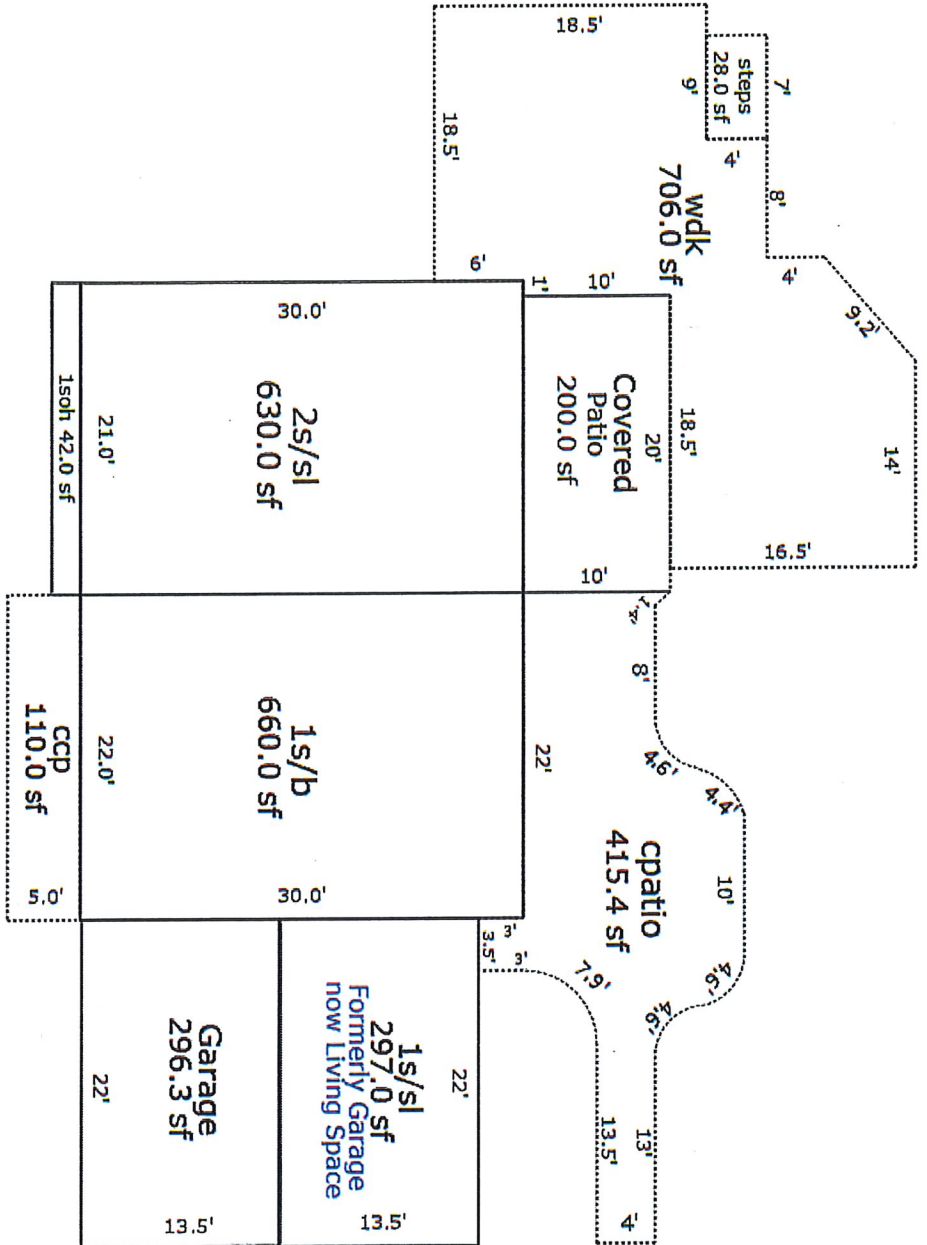 18.5'
steps
28.0 sf
7'
9'
4'
8'
18.5'
wdk
706.0 sf
4'
9.2'
6'
1'
10'
18.5'
14'
30.0'
Covered
Patio
200.0 sf
20'
2s/sl
630.0 sf
21.0'
1soh 42.0 sf
16.5'
10'
8'
4.6'
4.4'
1s/b
660.0 sf
22'
22.0'
ccp
110.0 sf
5.0'
30.0'
cpatio
415.4 sf
10'
4.6'
4.6'
7.9'
3'
3.5'
3'
1s/sl
297.0 sf
Formerly Garage
now Living Space
22'
13.5'
13'
13.5'
4'
Garage
296.3 sf
22'
13.5'